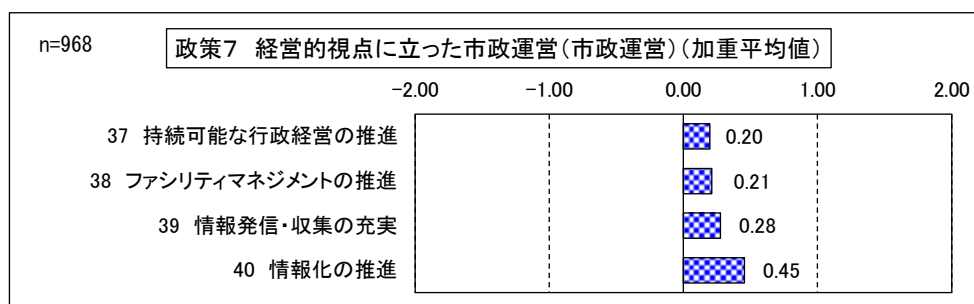 n=968
政策7　経営的視点に立った市政運営(市政運営)(加重平均値)
-2.00 -1.00 0.00 1.00 2.00
37　持続可能な行政経営の推進 0.20
38　ファシリティマネジメントの推進 0.21
39　情報発信・収集の充実 0.28
40　情報化の推進 0.45